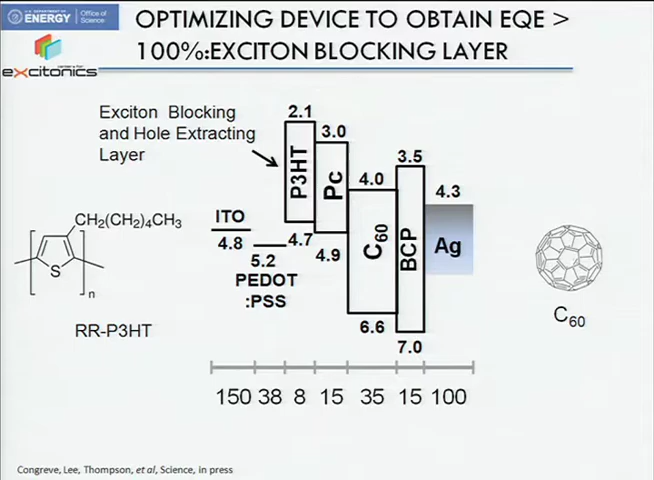 U.S. DEPARTMENT OF
ENERGY
Office of
Science
OPTIMIZING DEVICE TO OBTAIN EQE >
100%:EXCITON BLOCKING LAYER
excitonics
Exciton Blocking
and Hole Extracting
Layer
2.1
3.0
3.5
4.0
4.3
P3HT
Pc
C60
BCP
Ag
ITO
4.8
5.2
PEDOT
:PSS
4.7
4.9
6.6
7.0
CH2(CH2)4CH3
S
n
RR-P3HT
C60
150 38 8 15 35 15 100
Congreve, Lee, Thompson, et al, Science, in press